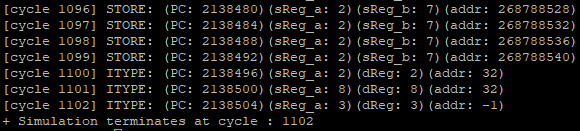 [cycle 1096] STORE: (PC: 2138480)(sReg_a: 2)(sReg_b: 7)(addr: 268788528)
[cycle 1097] STORE: (PC: 2138484)(sReg_a: 2)(sReg_b: 7)(addr: 268788532)
[cycle 1098] STORE: (PC: 2138488)(sReg_a: 2)(sReg_b: 7)(addr: 268788536)
[cycle 1099] STORE: (PC: 2138492)(sReg_a: 2)(sReg_b: 7)(addr: 268788540)
[cycle 1100] ITYPE: (PC: 2138496)(sReg_a: 2)(dReg: 2)(addr: 32)
[cycle 1101] ITYPE: (PC: 2138500)(sReg_a: 8)(dReg: 8)(addr: 32)
[cycle 1102] ITYPE: (PC: 2138504)(sReg_a: 3)(dReg: 3)(addr: -1)
+ Simulation terminates at cycle : 1102